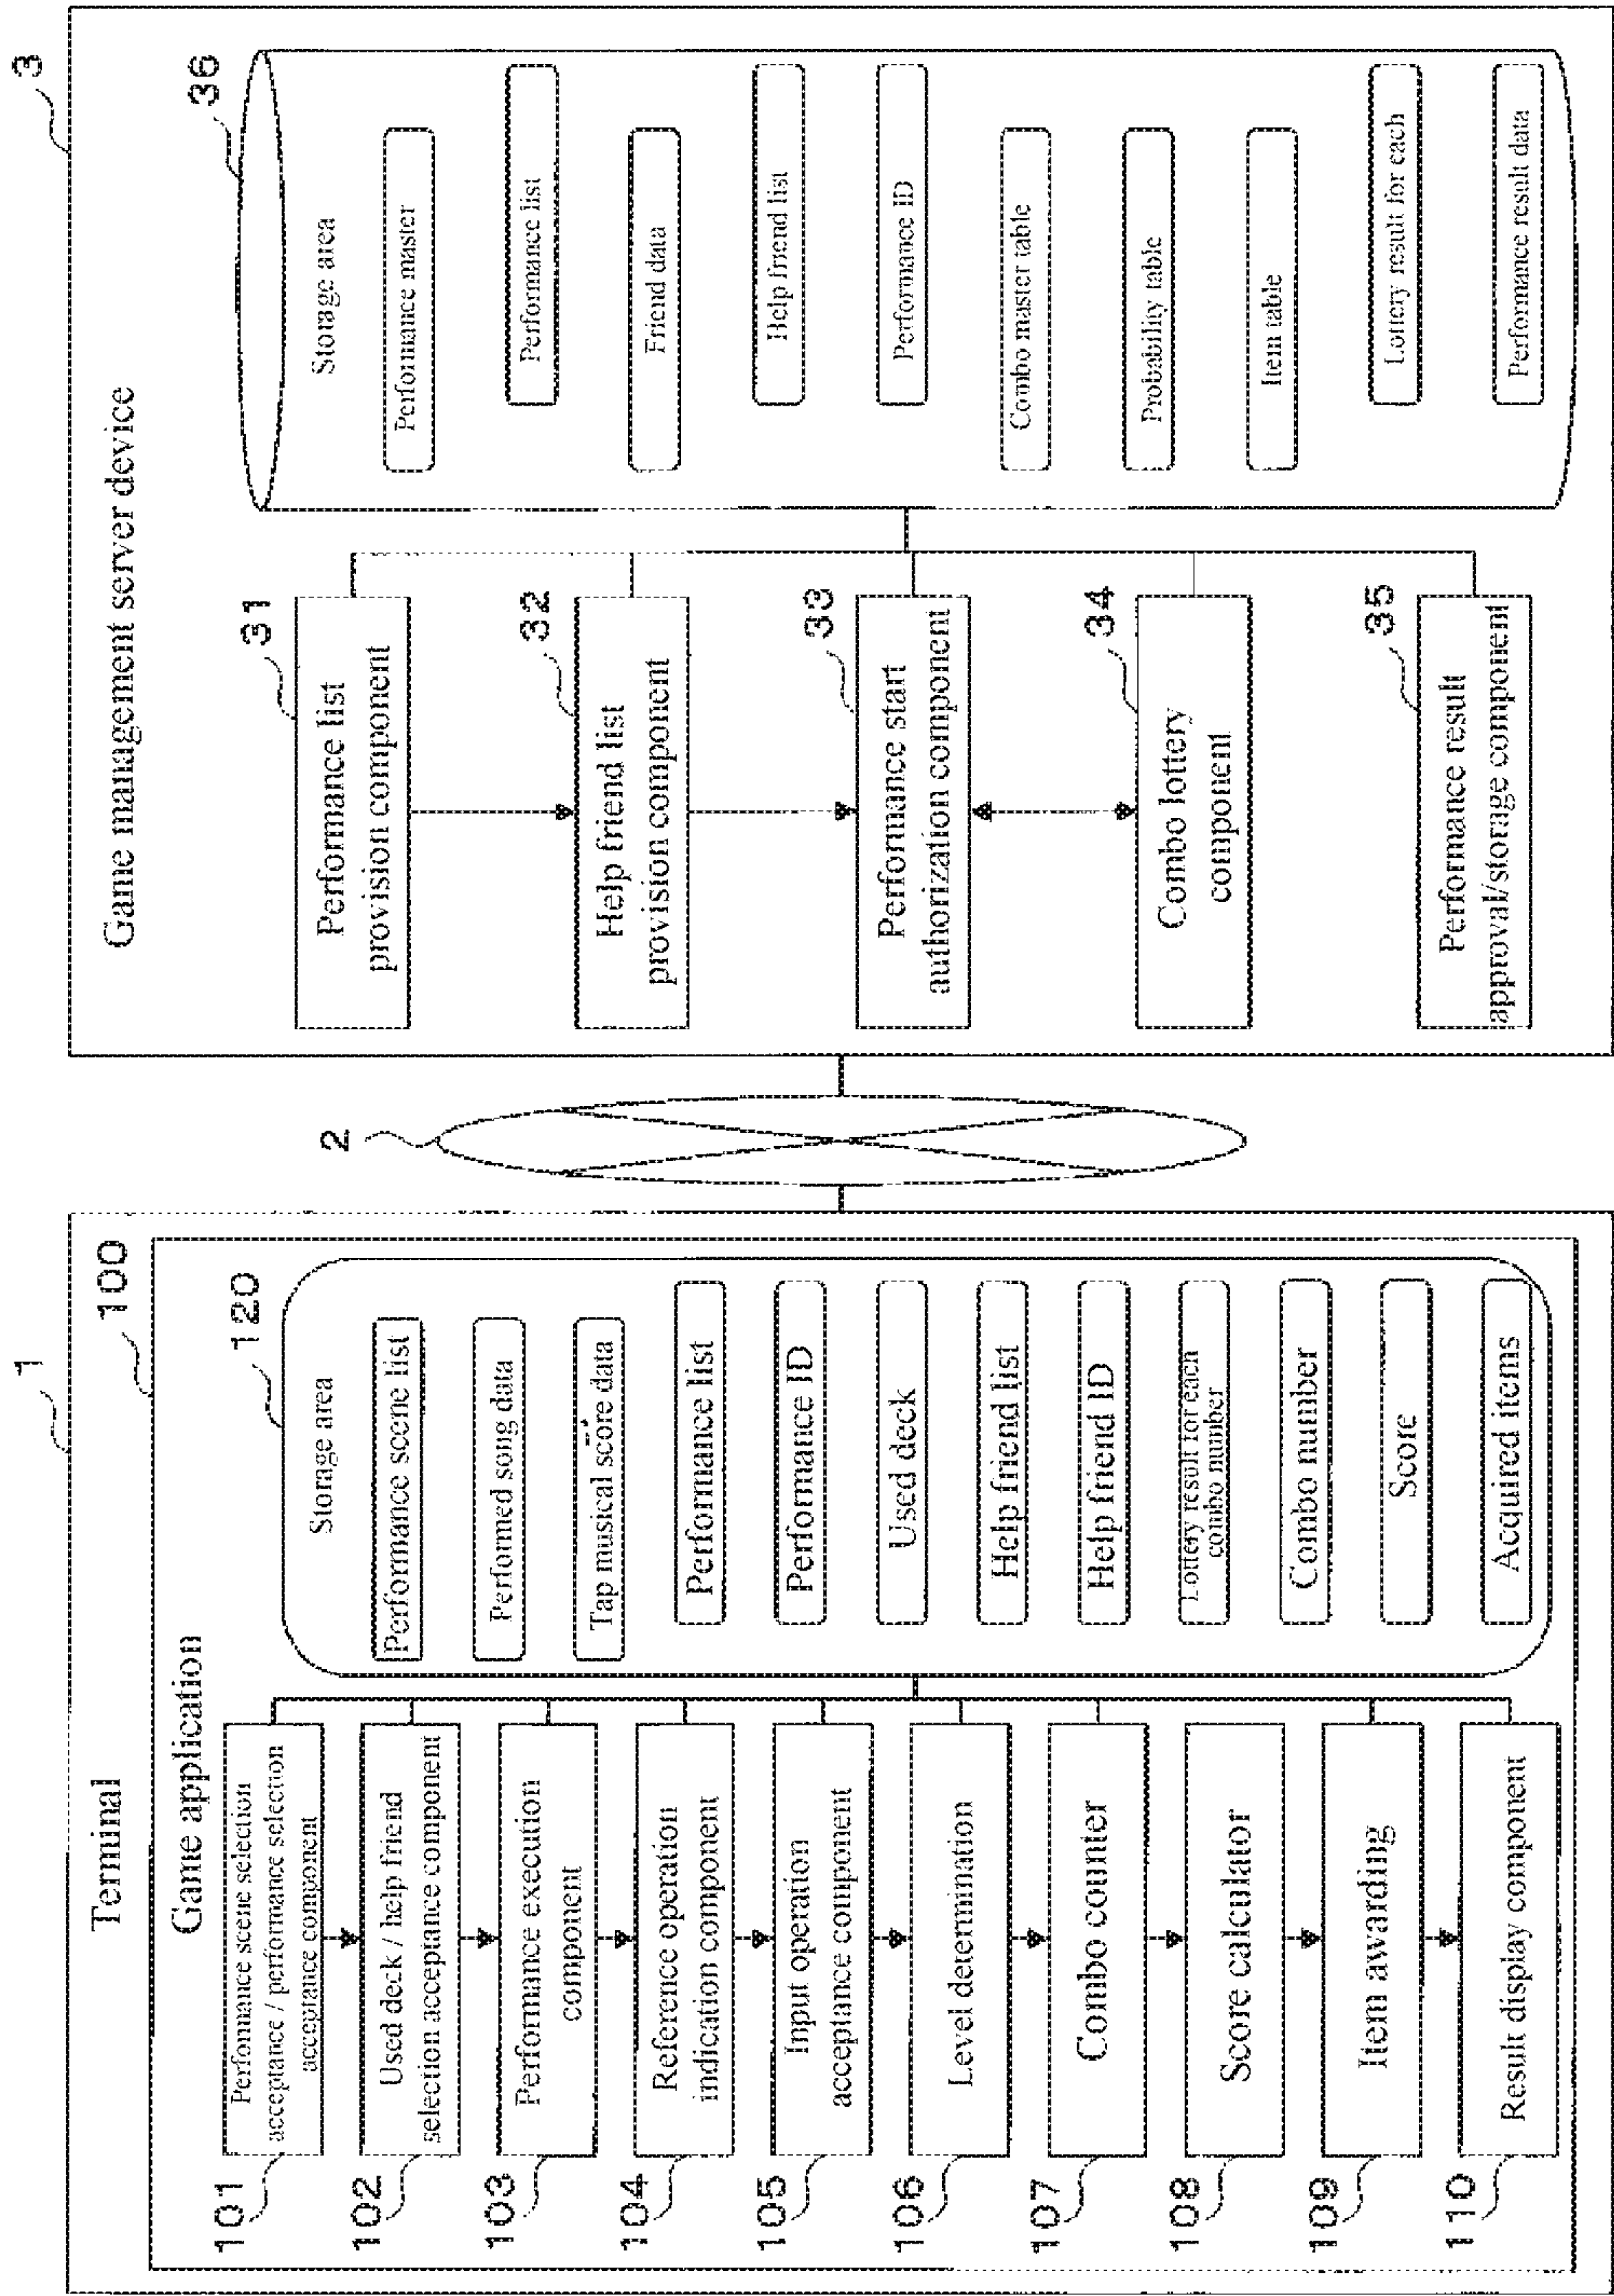 1
Terminal
100
Game application
101
Performance scene selection
acceptance / performance selection
acceptance component
102
Used deck / help friend
selection acceptance component
103
Performance execution
component
104
Reference operation
indication component
105
Input operation
acceptance component
106
Level determination
107
Combo counter
108
Score calculator
109
Item awarding
110
Result display component
120
Storage area
Performance scene list
Performed song data
Tap musical score data
Performance list
Performance ID
Used deck
Help friend list
Help friend ID
Lottery result for each
combo number
Combo number
Score
Acquired items
2
3
Game management server device
31
Performance list
provision component
32
Help friend list
provision component
33
Performance start
authorization component
34
Combo lottery
component
35
Performance result
approval/storage component
36
Storage area
Performance master
Performance list
Friend data
Help friend list
Performance ID
Combo master table
Probability table
Item table
Lottery result for each
Performance result data